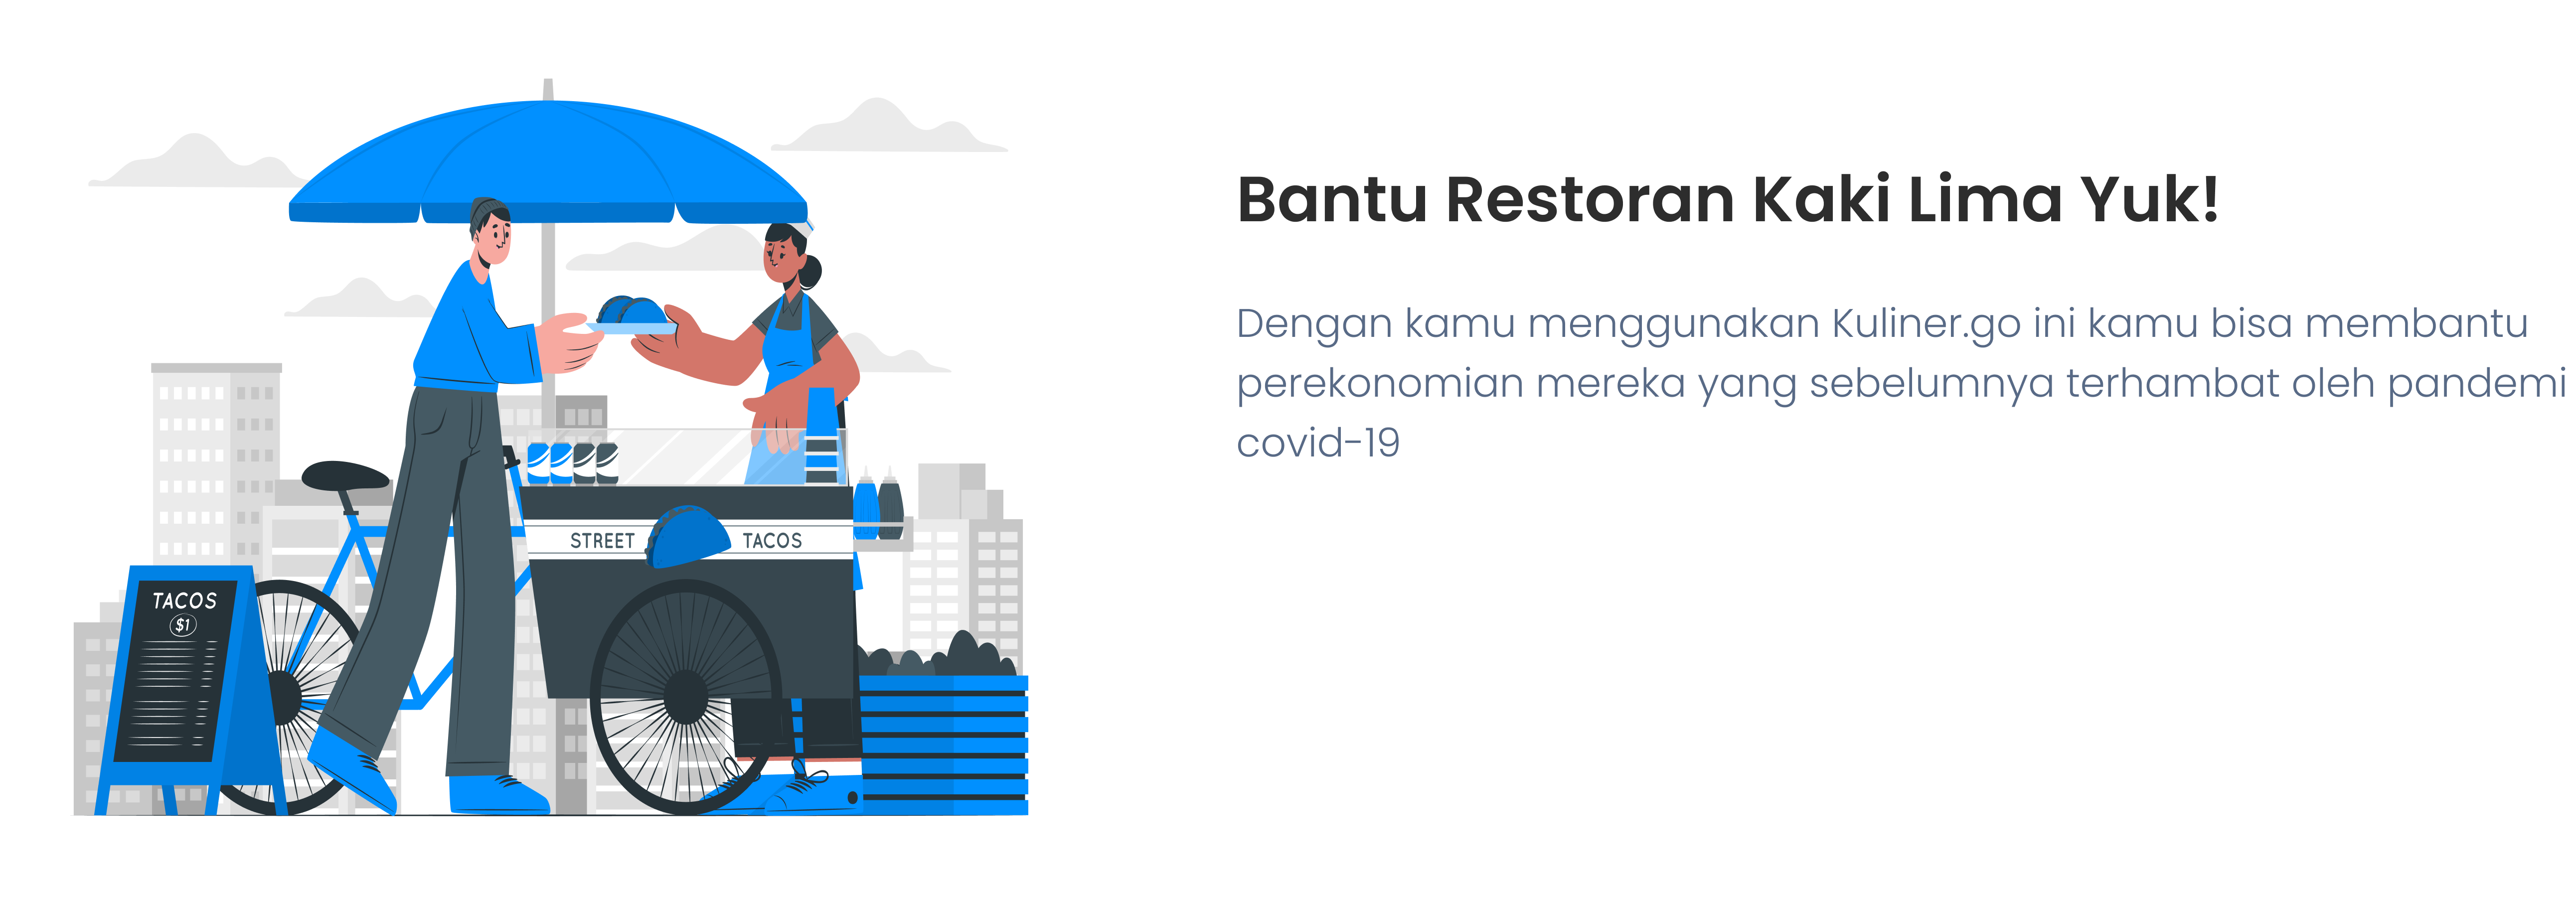 Bantu Restoran Kaki Lima Yuk!
Dengan kamu menggunakan Kuliner.go ini kamu bisa membantu
perekonomian mereka yang sebelumnya terhambat oleh pandemi
covid-19
STREET TACOS
TACOS
$1